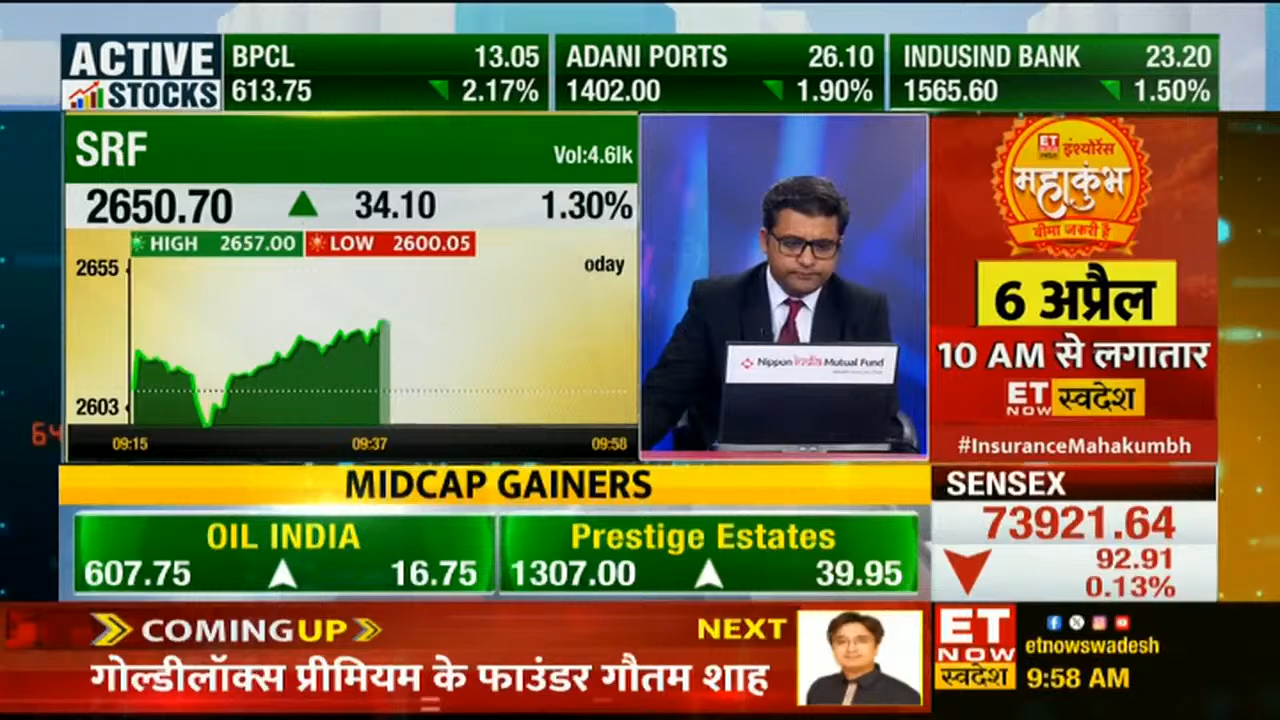 ACTIVE STOCKS
BPCL 13.05
613.75 2.17%
ADANI PORTS 26.10
1402.00 1.90%
INDUSIND BANK 23.20
1565.60 1.50%
SRF
Vol:4.6lk
2650.70 34.10 1.30%
HIGH 2657.00 LOW 2600.05
2655
oday
2603
09:15 09:37 09:58
Nippon india Mutual Fund
ET NOW स्वदेश
इंश्योरेंस
महाकुंभ
बीमा जरूरी है
6 अप्रैल
10 AM से लगातार
ET NOW स्वदेश
#InsuranceMahakumbh
64
MIDCAP GAINERS
OIL INDIA
607.75 16.75
Prestige Estates
1307.00 39.95
SENSEX
73921.64
92.91
0.13%
COMING UP
NEXT
गोल्डीलॉक्स प्रीमियम के फाउंडर गौतम शाह
ET NOW स्वदेश
etnowswadesh
9:58 AM